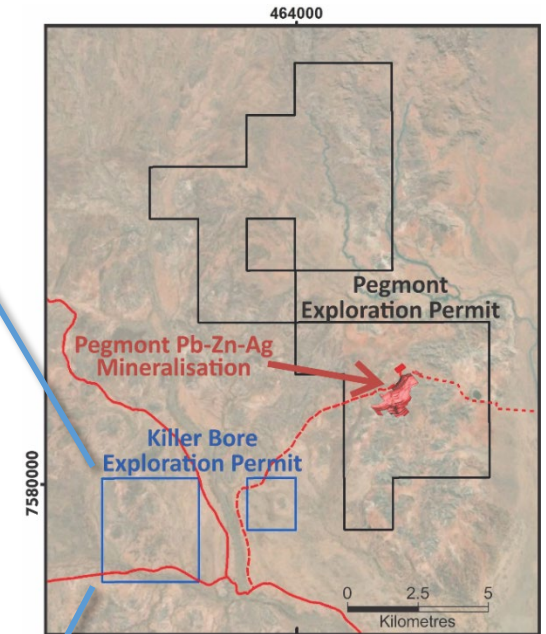 464000
Pegmont
Exploration Permit
Pegmont Pb-Zn-Ag
Mineralisation
Killer Bore
Exploration Permit
7580000
0 2.5 5
Kilometres